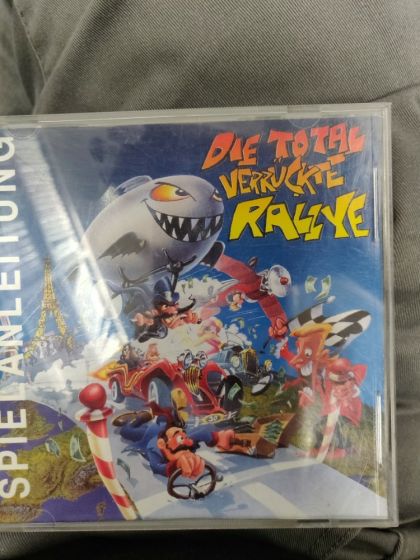 DIE TOTAL
VERRÜCKTE
RALLYE
SPIELANLEITUNG